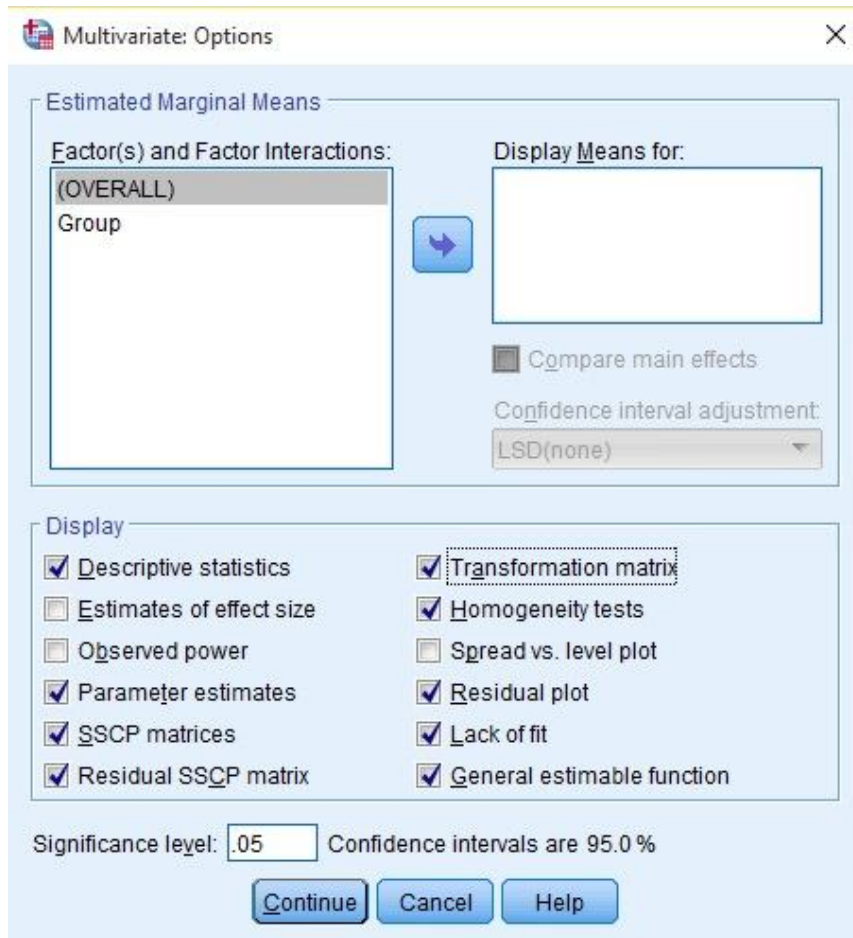 Multivariate: Options
Estimated Marginal Means
Factor(s) and Factor Interactions:
(OVERALL)
Group
Display Means for:
Compare main effects
Confidence interval adjustment:
LSD(none)
Display
Descriptive statistics
Estimates of effect size
Observed power
Parameter estimates
SSCP matrices
Residual SSCP matrix
Transformation matrix
Homogeneity tests
Spread vs. level plot
Residual plot
Lack of fit
General estimable function
Significance level: .05 Confidence intervals are 95.0 %
Continue Cancel Help